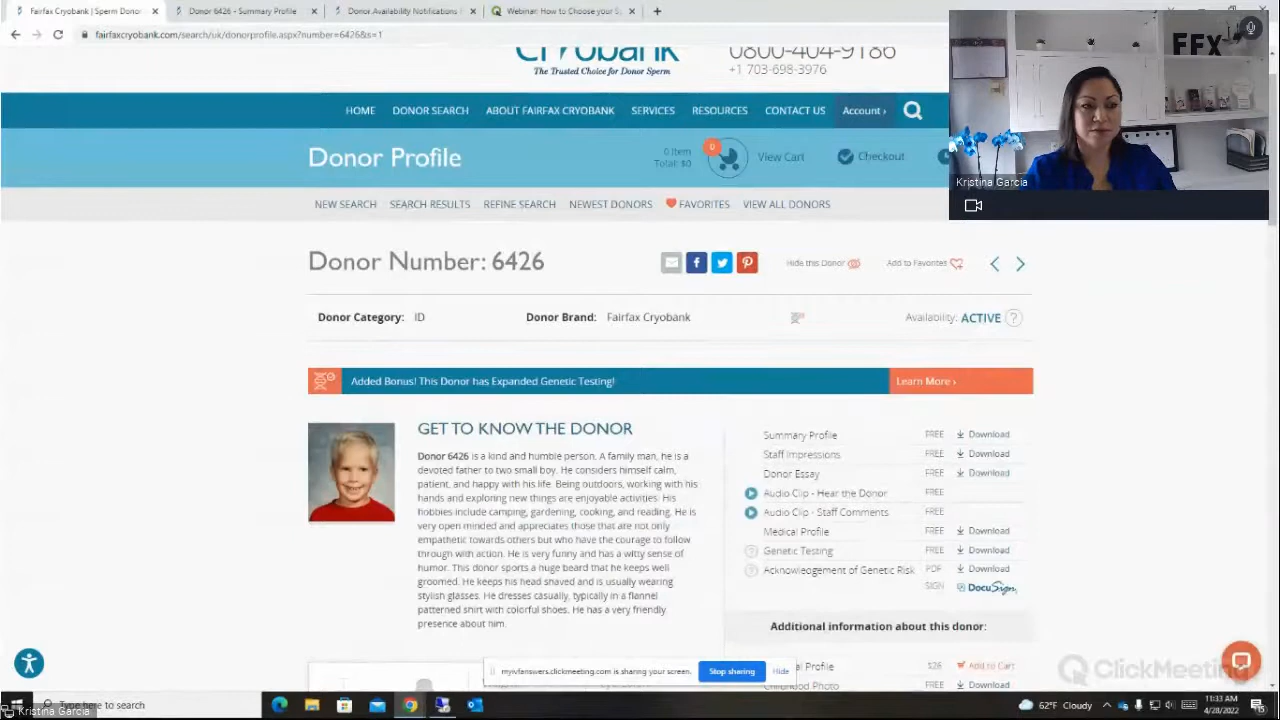 Fairfax Cryobank | Sperm Donor
Donor 6426 - Summary Profile
Donor Availability Notifications
Webinar: How to Choose your Sp
fairfaxcryobank.com/search/uk/donorprofile.aspx?number=6426&s=1
cryobank
The Trusted Choice for Donor Sperm
0800-404-9186
+1 703-698-3976
FFX
Kristina Garcia
HOME DONOR SEARCH ABOUT FAIRFAX CRYOBANK SERVICES RESOURCES CONTACT US Account ›
Donor Profile
0
0 Item
Total: $0
View Cart
Checkout
NEW SEARCH SEARCH RESULTS REFINE SEARCH NEWEST DONORS FAVORITES VIEW ALL DONORS
Donor Number: 6426
Hide this Donor
Add to Favorites
Donor Category: ID
Donor Brand: Fairfax Cryobank
Availability: ACTIVE ?
Added Bonus! This Donor has Expanded Genetic Testing!
Learn More ›
GET TO KNOW THE DONOR
Donor 6426 is a kind and humble person. A family man, he is a
devoted father to two small boy. He considers himself calm,
patient, and happy with his life. Being outdoors, working with his
hands and exploring new things are enjoyable activities. His
hobbies include camping, gardening, cooking, and reading. He is
very open minded and appreciates those that are not only
empathetic towards others but who have the courage to follow
through with action. He is very funny and has a witty sense of
humor. This donor sports a huge beard that he keeps well
groomed. He keeps his head shaved and is usually wearing
stylish glasses. He dresses casually, typically in a flannel
patterned shirt with colorful shoes. He has a very friendly
presence about him.
Summary Profile FREE Download
Staff Impressions FREE Download
Donor Essay FREE Download
Audio Clip - Hear the Donor FREE
Audio Clip - Staff Comments FREE
Medical Profile FREE Download
? Genetic Testing FREE Download
? Acknowledgement of Genetic Risk PDF Download
SIGN DocuSign
Additional information about this donor:
Profile $26 Add to Cart
Childhood Photo Download
myivfanswers.clickmeeting.com is sharing your screen.
Stop sharing
Hide
ClickMeeting
Type here to search
Kristina Garcia
62°F Cloudy
11:33 AM
4/28/2022